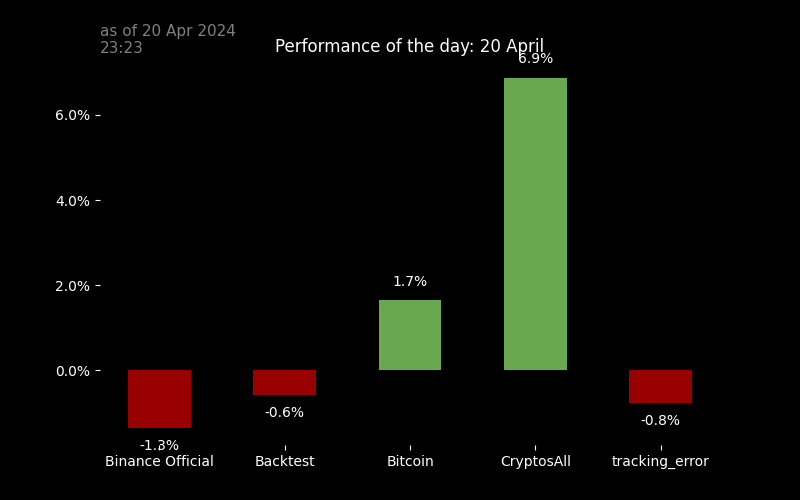 as of 20 Apr 2024
23:23
Performance of the day: 20 April
6.9%
6.0%
4.0%
2.0%
1.7%
0.0%
-0.6%
-0.8%
-1.3%
Binance Official
Backtest
Bitcoin
CryptosAll
tracking_error